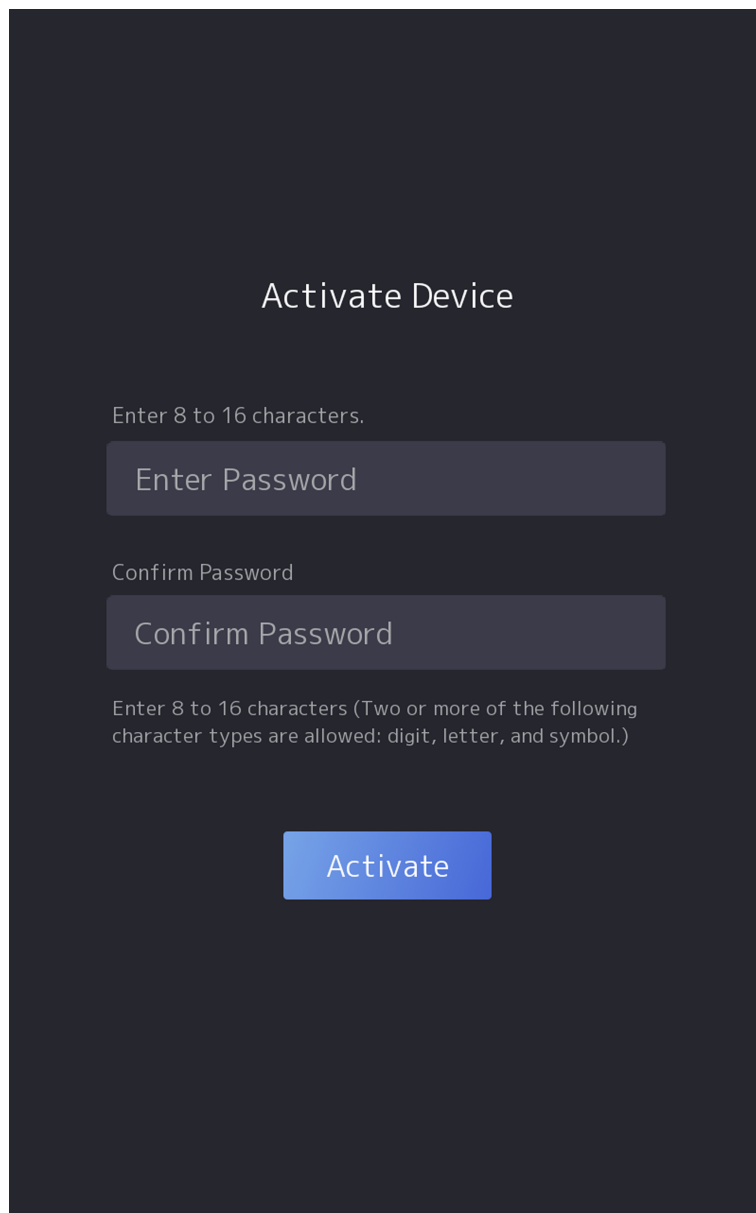 Activate Device
Enter 8 to 16 characters.
Enter Password
Confirm Password
Confirm Password
Enter 8 to 16 characters (Two or more of the following
character types are allowed: digit, letter, and symbol.)
Activate